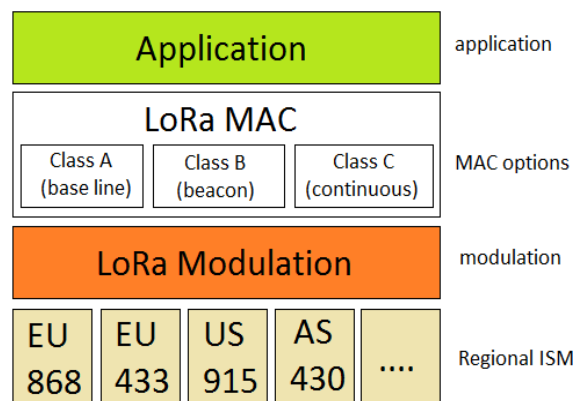 Application
application
LoRa MAC
Class A
(base line)
Class B
(beacon)
Class C
(continuous)
MAC options
LoRa Modulation
modulation
EU
868
EU
433
US
915
AS
430
....
Regional ISM